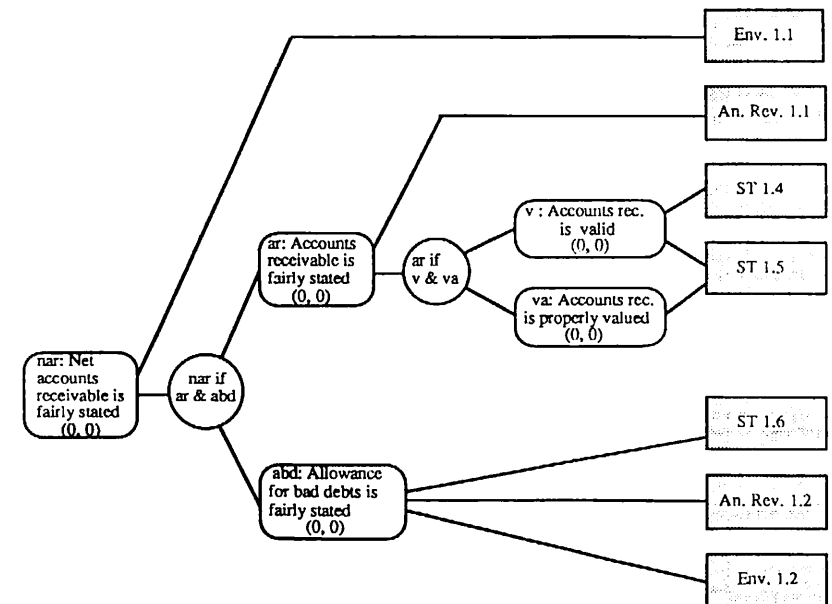 Env. 1.1
An. Rev. 1.1
ST 1.4
v : Accounts rec.
is valid
(0, 0)
ar: Accounts
receivable is
fairly stated
(0, 0)
ar if
v & va
ST 1.5
va: Accounts rec.
is properly valued
(0, 0)
nar: Net
accounts
receivable is
fairly stated
(0, 0)
nar if
ar & abd
ST 1.6
abd: Allowance
for bad debts is
fairly stated
(0, 0)
An. Rev. 1.2
Env. 1.2